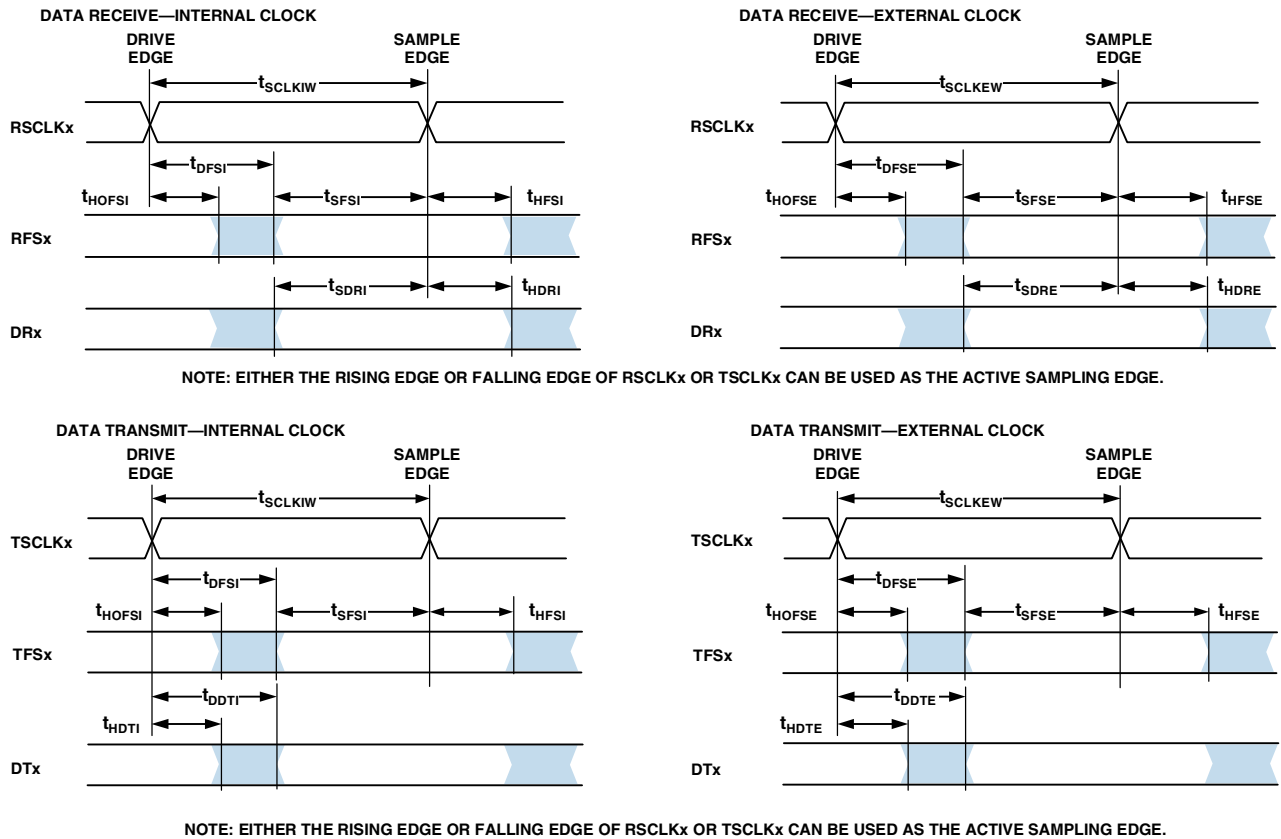 DATA RECEIVE—INTERNAL CLOCK
DRIVE EDGE
SAMPLE EDGE
tSCLKIW
RSCLKx
tDFSI
tHOFSI
tSFSI
tHFSI
RFSx
tSDRI
tHDRI
DRx
DATA RECEIVE—EXTERNAL CLOCK
DRIVE EDGE
SAMPLE EDGE
tSCLKEW
RSCLKx
tDFSE
tHOFSE
tSFSE
tHFSE
RFSx
tSDRE
tHDRE
DRx
NOTE: EITHER THE RISING EDGE OR FALLING EDGE OF RSCLKx OR TSCLKx CAN BE USED AS THE ACTIVE SAMPLING EDGE.
DATA TRANSMIT—INTERNAL CLOCK
DRIVE EDGE
SAMPLE EDGE
tSCLKIW
TSCLKx
tDFSI
tHOFSI
tSFSI
tHFSI
TFSx
tDDTI
tHDTI
DTx
DATA TRANSMIT—EXTERNAL CLOCK
DRIVE EDGE
SAMPLE EDGE
tSCLKEW
TSCLKx
tDFSE
tHOFSE
tSFSE
tHFSE
TFSx
tDDTE
tHDTE
DTx
NOTE: EITHER THE RISING EDGE OR FALLING EDGE OF RSCLKx OR TSCLKx CAN BE USED AS THE ACTIVE SAMPLING EDGE.